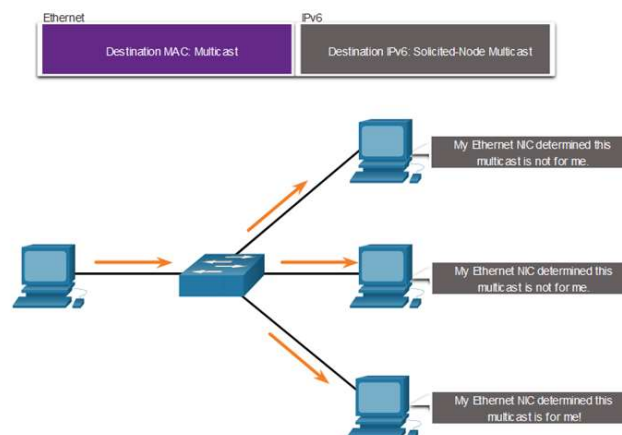 Ethernet
IPv6
Destination MAC: Multicast
Destination IPv6: Solicited-Node Multicast
My Ethernet NIC determined this
multicast is not for me.
My Ethernet NIC determined this
multicast is not for me.
My Ethernet NIC determined this
multicast is for me!